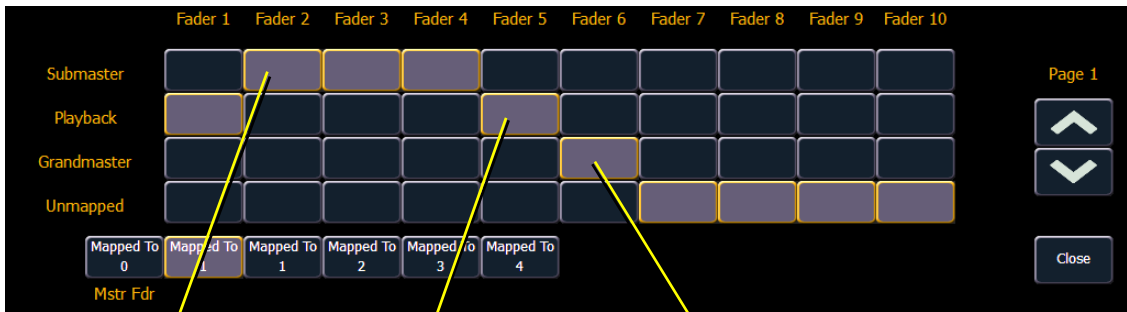 Fader 1 Fader 2 Fader 3 Fader 4 Fader 5 Fader 6 Fader 7 Fader 8 Fader 9 Fader 10
Submaster
Page 1
Playback
Grandmaster
Unmapped
Mapped To Mapped To Mapped To Mapped To Mapped To Mapped To
0 1 1 2 3 4
Close
Mstr Fdr